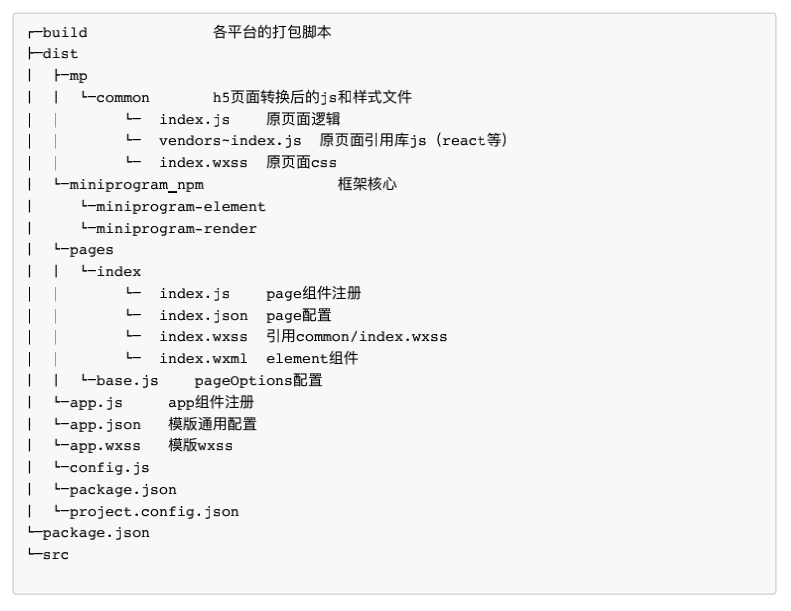 ┌─build              各平台的打包脚本
├─dist
|  ├─mp
|  |  └─common       h5页面转换后的js和样式文件
|  |       └─  index.js    原页面逻辑
|  |       └─  vendors~index.js  原页面引用库js（react等）
|  |       └─  index.wxss  原页面css
|  └─miniprogram_npm               框架核心
|     └─miniprogram-element
|     └─miniprogram-render
|  └─pages
|  |  └─index
|  |       └─  index.js    page组件注册
|  |       └─  index.json  page配置
|  |       └─  index.wxss  引用common/index.wxss
|  |       └─  index.wxml  element组件
|  |  └─base.js    pageOptions配置
|  └─app.js     app组件注册
|  └─app.json   模版通用配置
|  └─app.wxss   模版wxss
|  └─config.js
|  └─package.json
|  └─project.config.json
└─package.json
└─src